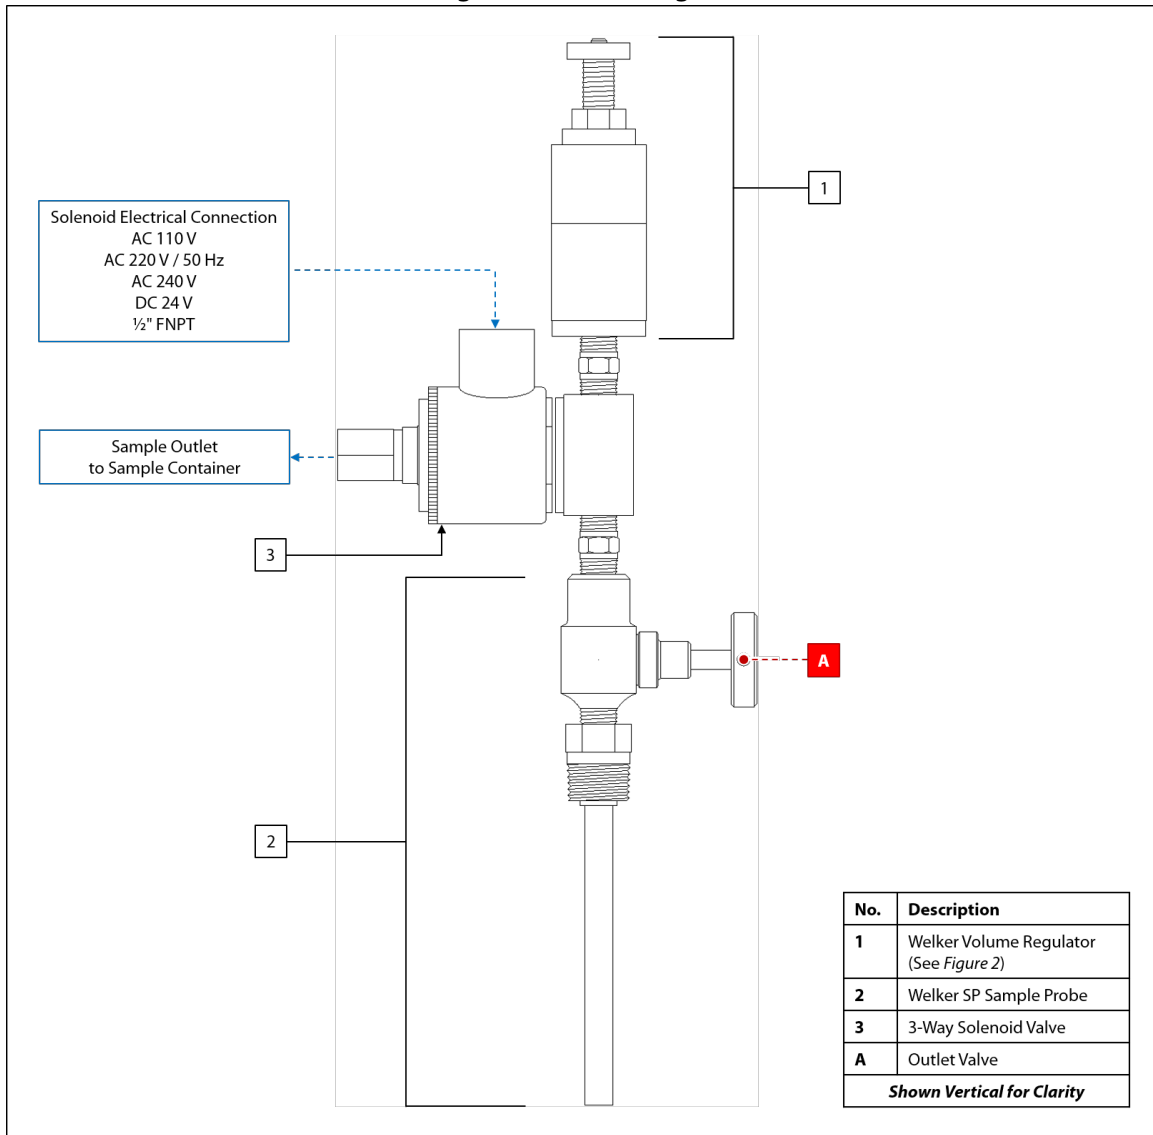 1
Solenoid Electrical Connection
AC 110 V
AC 220 V / 50 Hz
AC 240 V
DC 24 V
½" FNPT
Sample Outlet
to Sample Container
3
A
2
No. Description
1 Welker Volume Regulator
(See Figure 2)
2 Welker SP Sample Probe
3 3-Way Solenoid Valve
A Outlet Valve
Shown Vertical for Clarity